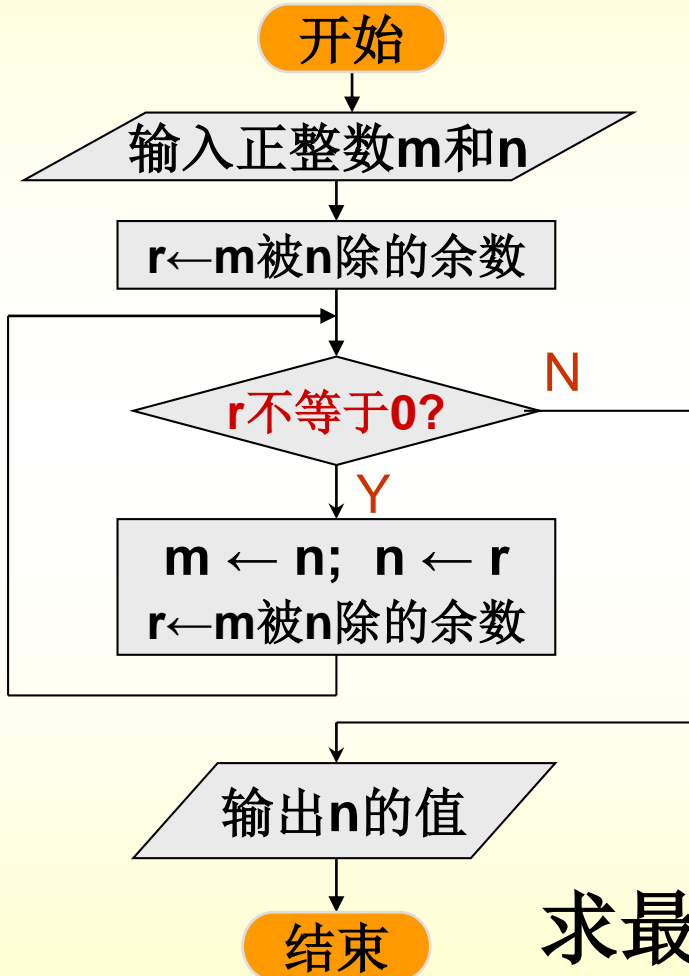 开始
输入正整数m和n
r←m被n除的余数
N
r不等于0?
Y
m ← n; n ← r
r←m被n除的余数
输出n的值
求最
结束